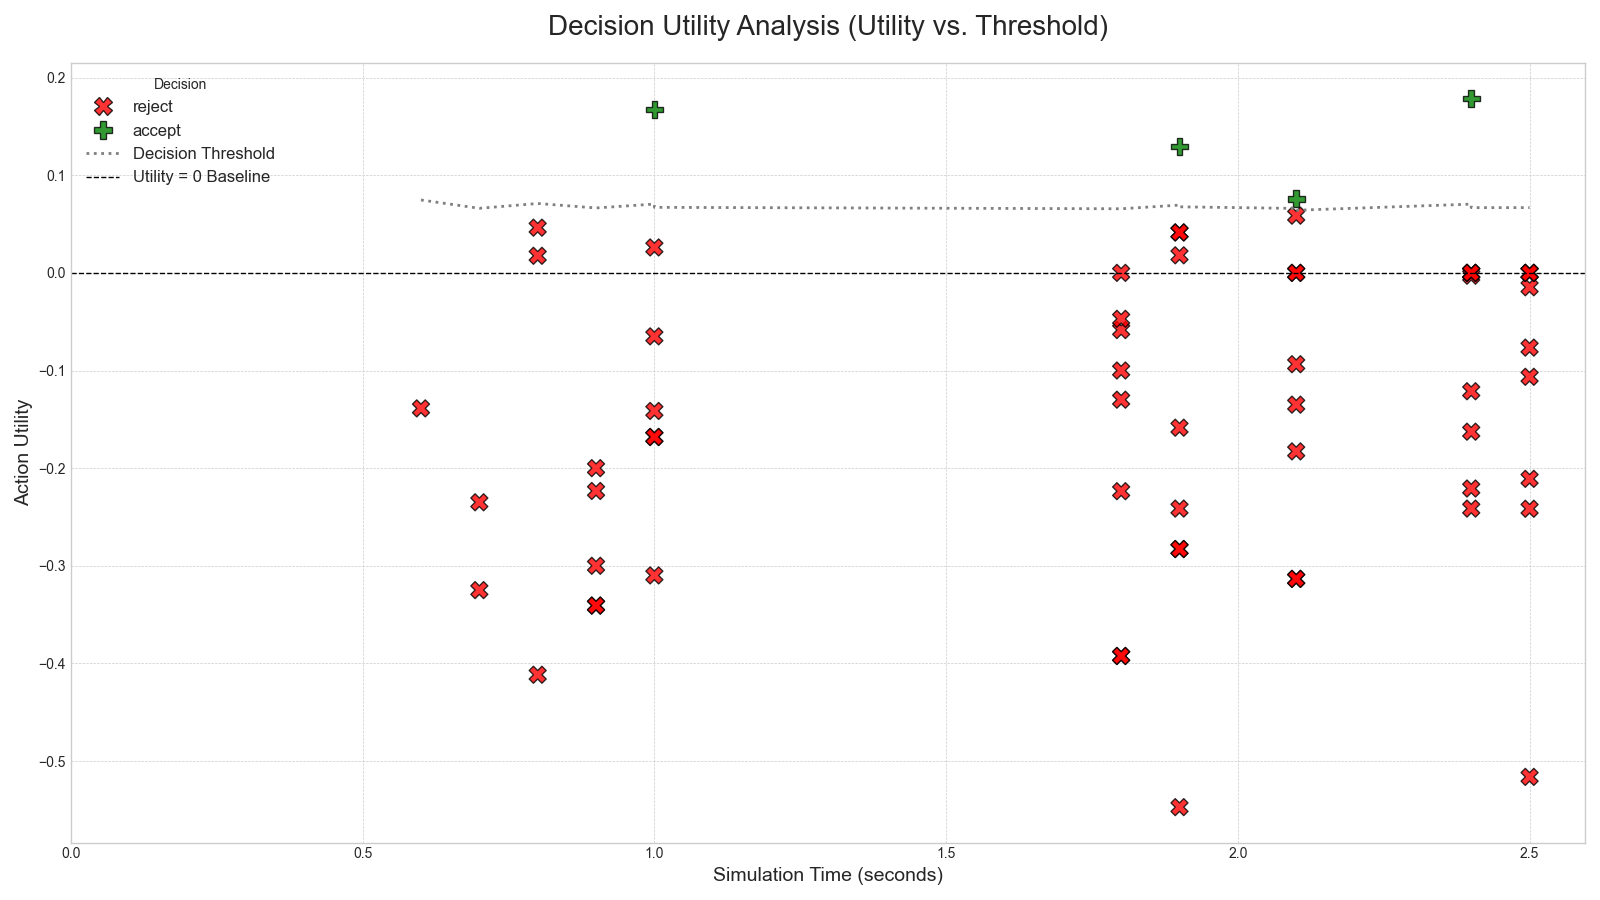 Decision Utility Analysis (Utility vs. Threshold)
Decision
reject
accept
Decision Threshold
Utility = 0 Baseline
Action Utility
0.2
0.1
0.0
−0.1
−0.2
−0.3
−0.4
−0.5
0.0
0.5
1.0
1.5
2.0
2.5
Simulation Time (seconds)